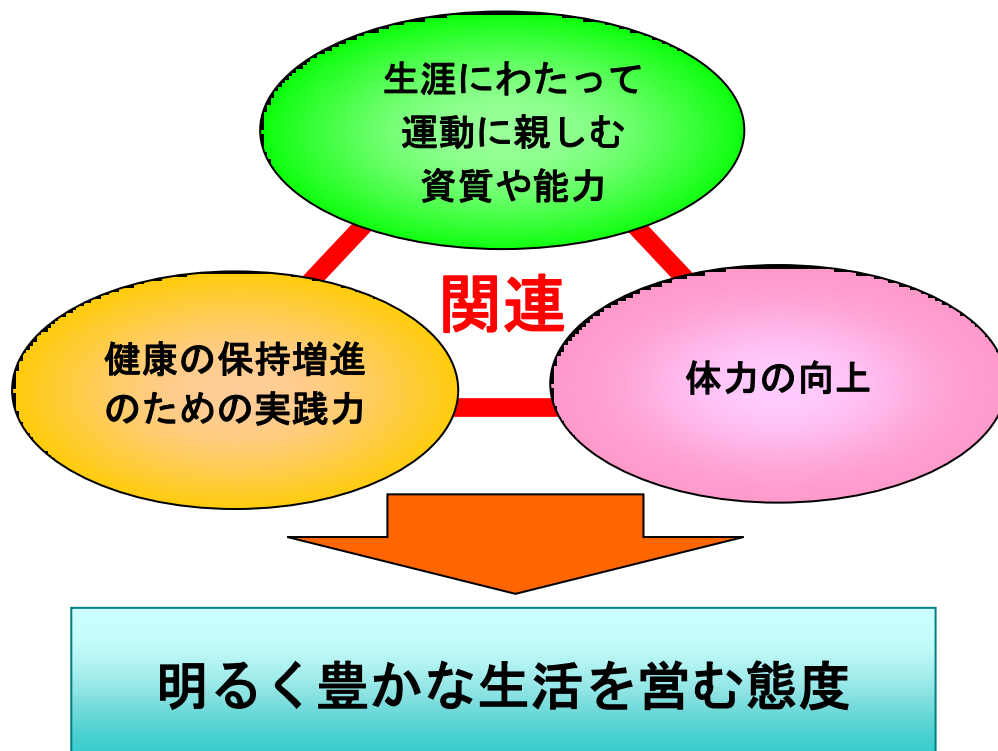 生涯にわたって
運動に親しむ
資質や能力
関連
健康の保持増進
のための実践力
体力の向上
明るく豊かな生活を営む態度